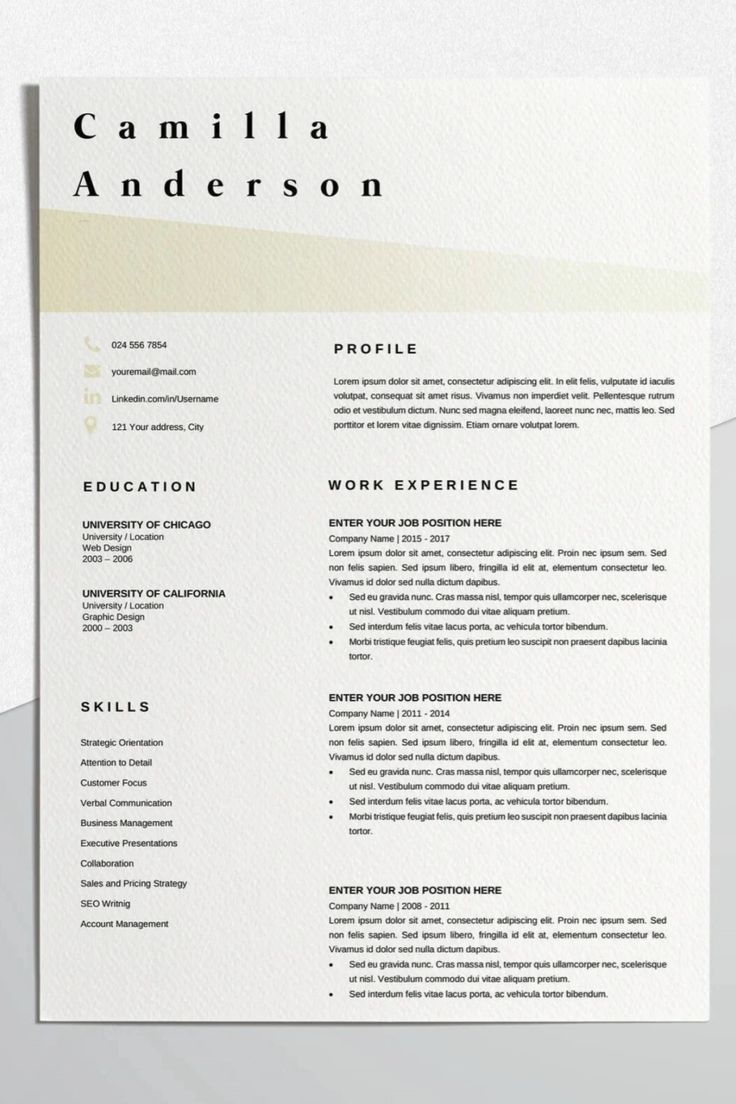 Camilla
Anderson
024 556 7854
youremail@mail.com
Linkedin.com/in/Username
121 Your address, City
EDUCATION
UNIVERSITY OF CHICAGO
University / Location
Web Design
2003 – 2006
UNIVERSITY OF CALIFORNIA
University / Location
Graphic Design
2000 – 2003
SKILLS
Strategic Orientation
Attention to Detail
Customer Focus
Verbal Communication
Business Management
Executive Presentations
Collaboration
Sales and Pricing Strategy
SEO Writnig
Account Management
PROFILE
Lorem ipsum dolor sit amet, consectetur adipiscing elit. In elit felis, vulputate id iaculis
volutpat, consequat sit amet risus. Vivamus non imperdiet velit. Pellentesque rutrum
odio et vestibulum dictum. Nunc sed magna eleifend, laoreet nunc nec, mattis leo. Sed
porttitor et lorem vitae dignissim. Etiam ornare volutpat lorem.
WORK EXPERIENCE
ENTER YOUR JOB POSITION HERE
Company Name | 2015 - 2017
Lorem ipsum dolor sit amet, consectetur adipiscing elit. Proin nec ipsum sem. Sed
non felis sapien. Sed ipsum libero, fringilla id elit at, elementum consectetur leo.
Vivamus id dolor sed nulla dictum dapibus.
• Sed eu gravida nunc. Cras massa nisl, tempor quis ullamcorper nec, scelerisque
ut nisl. Vestibulum commodo dui vitae aliquam pretium.
• Sed interdum felis vitae lacus porta, ac vehicula tortor bibendum.
• Morbi tristique feugiat felis, quis pretium leo suscipit non praesent dapibus lacinia
tortor.
ENTER YOUR JOB POSITION HERE
Company Name | 2011 - 2014
Lorem ipsum dolor sit amet, consectetur adipiscing elit. Proin nec ipsum sem. Sed
non felis sapien. Sed ipsum libero, fringilla id elit at, elementum consectetur leo.
Vivamus id dolor sed nulla dictum dapibus.
• Sed eu gravida nunc. Cras massa nisl, tempor quis ullamcorper nec, scelerisque
ut nisl. Vestibulum commodo dui vitae aliquam pretium.
• Sed interdum felis vitae lacus porta, ac vehicula tortor bibendum.
• Morbi tristique feugiat felis, quis pretium leo suscipit non praesent dapibus lacinia
tortor.
ENTER YOUR JOB POSITION HERE
Company Name | 2008 - 2011
Lorem ipsum dolor sit amet, consectetur adipiscing elit. Proin nec ipsum sem. Sed
non felis sapien. Sed ipsum libero, fringilla id elit at, elementum consectetur leo.
Vivamus id dolor sed nulla dictum dapibus.
• Sed eu gravida nunc. Cras massa nisl, tempor quis ullamcorper nec, scelerisque
ut nisl. Vestibulum commodo dui vitae aliquam pretium.
• Sed interdum felis vitae lacus porta, ac vehicula tortor bibendum.